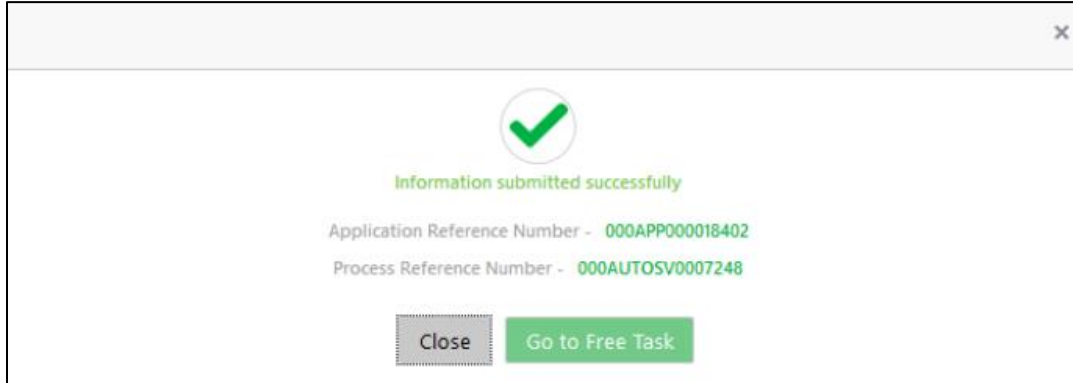 ×
Information submitted successfully
Application Reference Number - 000APP000018402
Process Reference Number - 000AUTOSV0007248
Close Go to Free Task